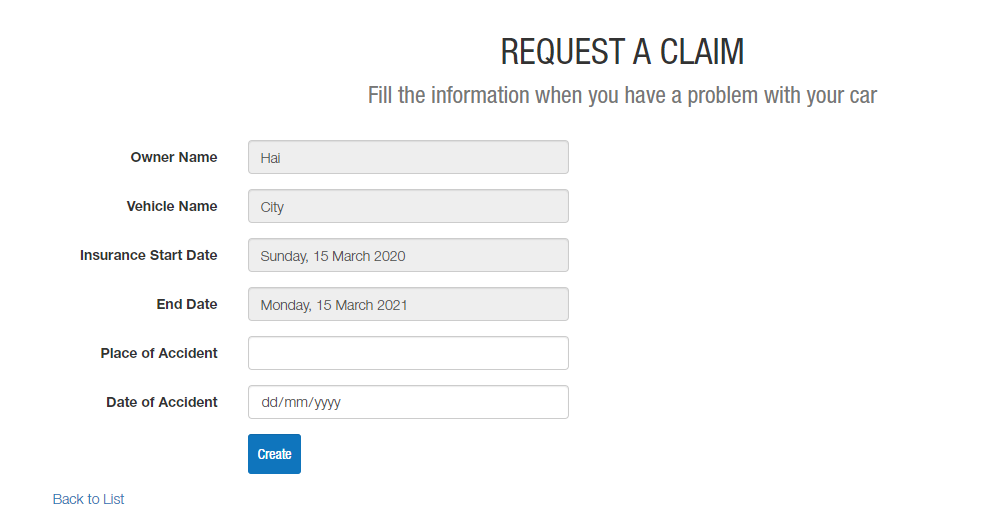 REQUEST A CLAIM
Fill the information when you have a problem with your car
Owner Name Hai
Vehicle Name City
Insurance Start Date Sunday, 15 March 2020
End Date Monday, 15 March 2021
Place of Accident
Date of Accident dd/mm/yyyy
Create
Back to List